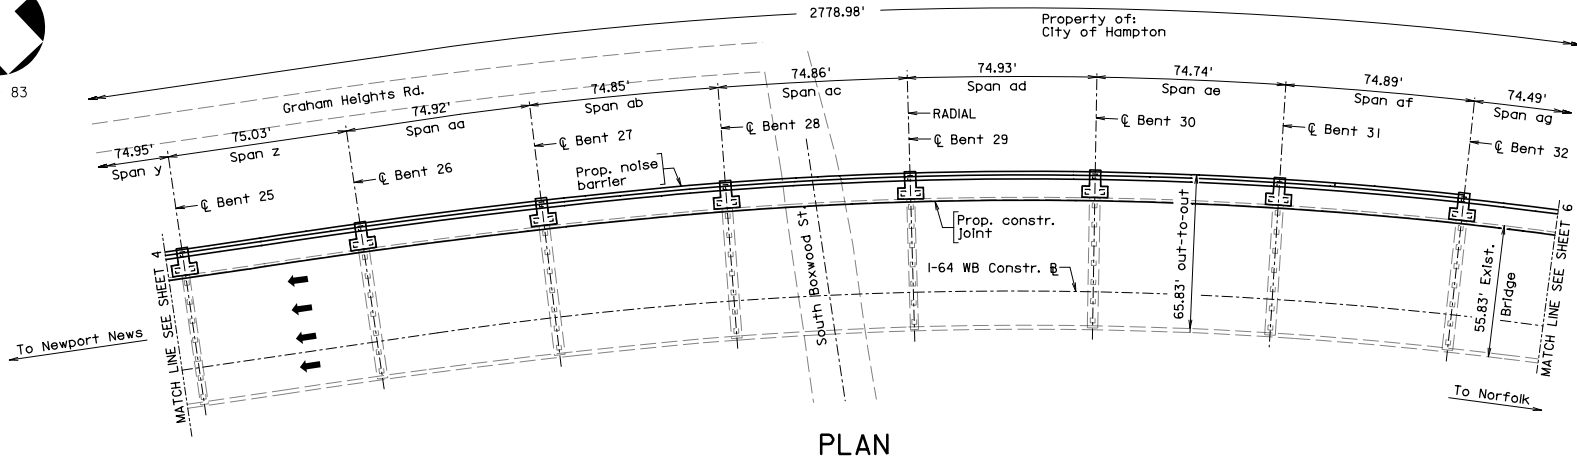 2778.98'
Property of:
City of Hampton
83
Graham Heights Rd.
74.95'
Span y
75.03'
Span z
74.92'
Span aa
74.85'
Span ab
74.86'
Span ac
74.93'
Span ad
74.74'
Span ae
74.89'
Span af
74.49'
Span ag
℄ Bent 25
℄ Bent 26
℄ Bent 27
℄ Bent 28
RADIAL
℄ Bent 29
℄ Bent 30
℄ Bent 31
℄ Bent 32
Prop. noise
barrier
Prop. constr.
joint
I-64 WB Constr. B
South Boxwood St.
65.83' out-to-out
55.83' Exist.
Bridge
MATCH LINE SEE SHEET 4
MATCH LINE SEE SHEET 6
To Newport News
To Norfolk
PLAN